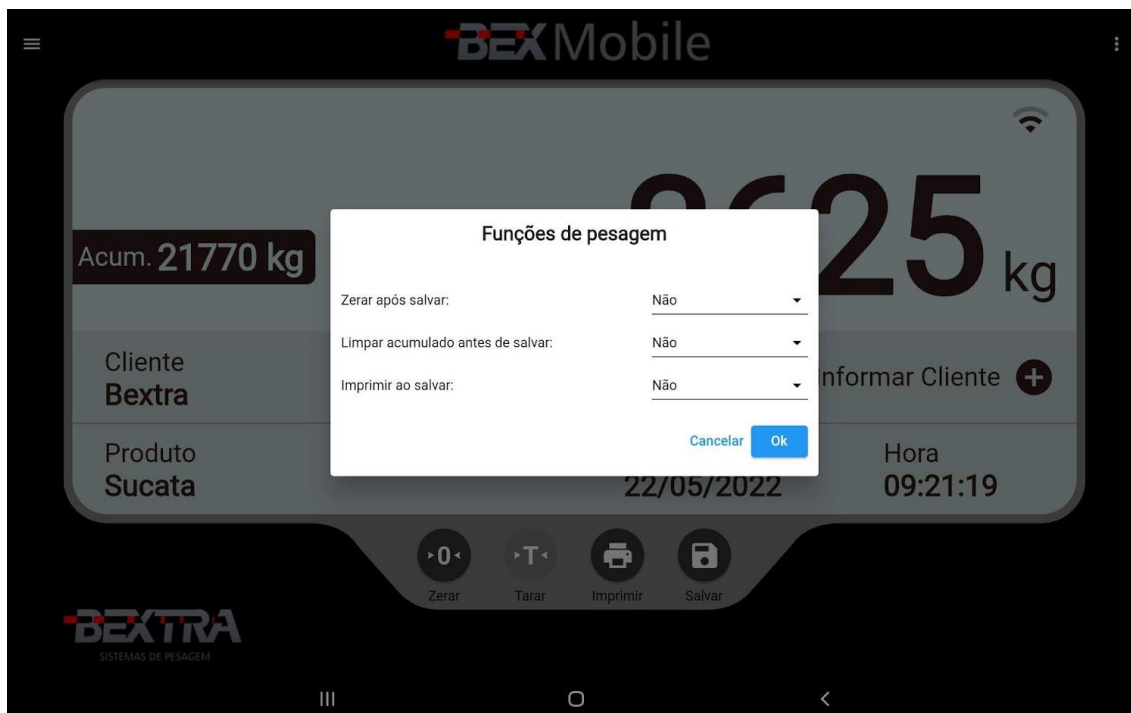 BEX Mobile
25 kg
Acum. 21770 kg
Funções de pesagem
Zerar após salvar: Não
Limpar acumulado antes de salvar: Não
Imprimir ao salvar: Não
Cancelar Ok
Cliente
Bextra
Informar Cliente
Produto
Sucata
22/05/2022
Hora
09:21:19
>0< >T<
Zerar Tarar Imprimir Salvar
BEXTRA
SISTEMAS DE PESAGEM